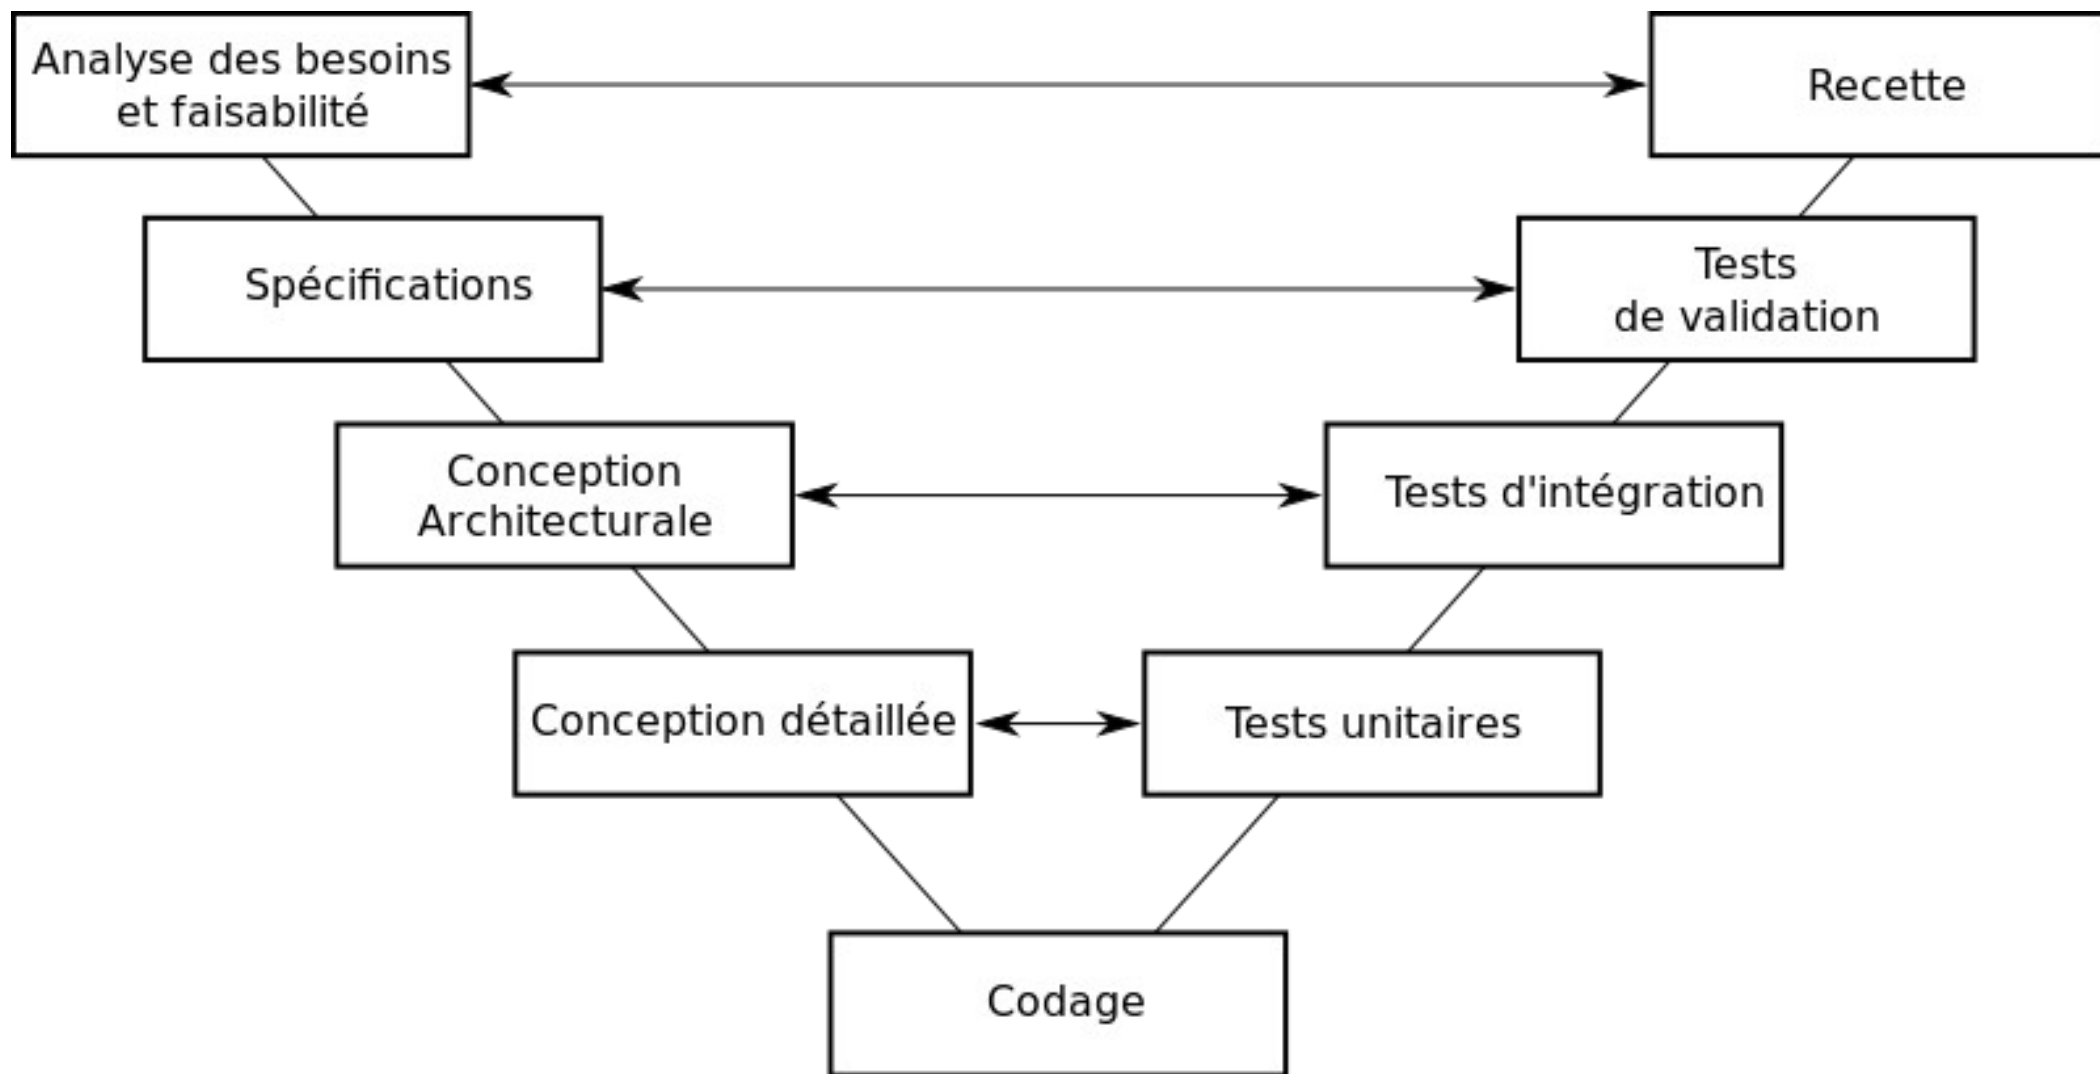 Analyse des besoins
et faisabilité
Recette
Spécifications
Tests
de validation
Conception
Architecturale
Tests d'intégration
Conception détaillée
Tests unitaires
Codage